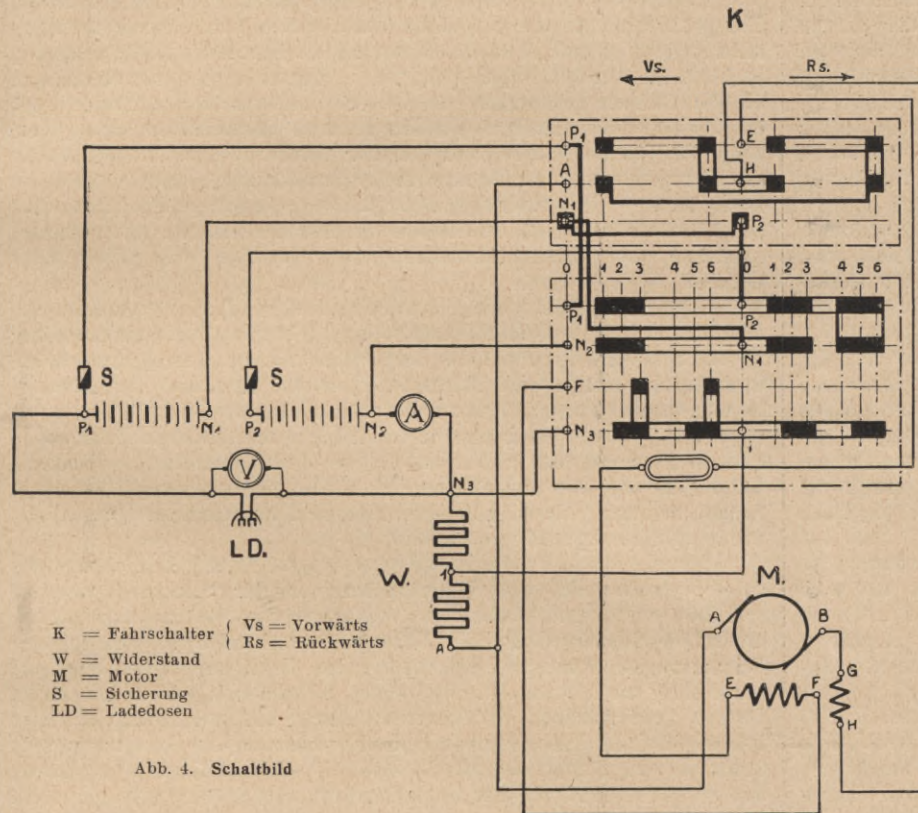 K
Vs. Rs.
P1 E
A H
N1 P2
0 1 2 3 4 5 6 0 1 2 3 4 5 6
P1 P2
N2 N1
F
N3 1
S S
P1 N1 P2 N2 A
V
N3
LD.
W. 1
A
M.
A B
E F G
H
K = Fahrschalter { Vs = Vorwärts
{ Rs = Rückwärts
W = Widerstand
M = Motor
S = Sicherung
LD = Ladedosen
Abb. 4. Schaltbild